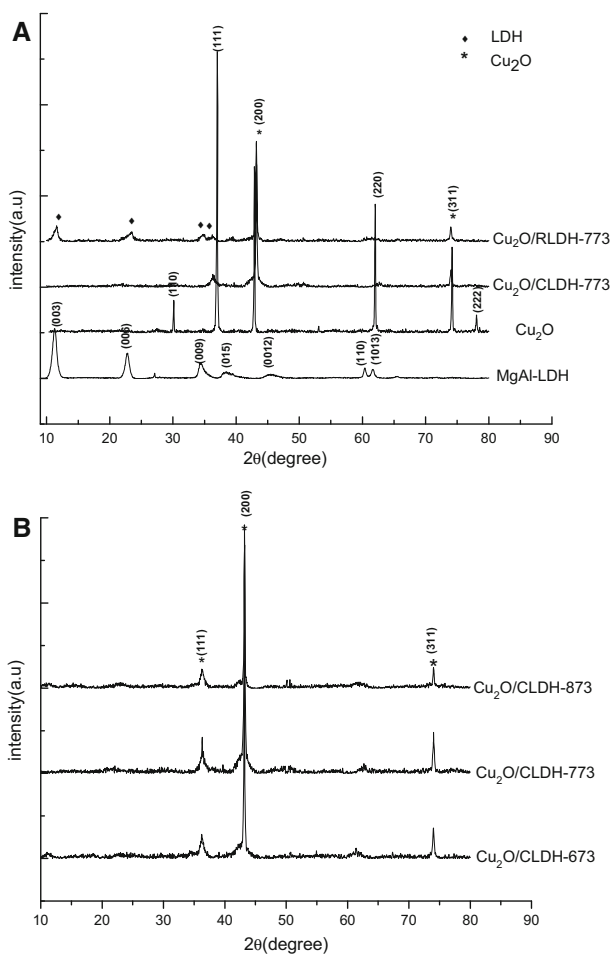 A
♦ LDH
* Cu₂O
(111)
* (200)
(220)
* (311)
(110)
(222)
Cu₂O/RLDH-773
Cu₂O/CLDH-773
Cu₂O
MgAl-LDH
(003)
(006)
(009)
(015)
(0012)
(110)
(1013)
intensity(a.u)
10 20 30 40 50 60 70 80 90
2θ(degree)
B
(200)
*
*(111)
(311)
*
Cu₂O/CLDH-873
Cu₂O/CLDH-773
Cu₂O/CLDH-673
intensity(a.u)
10 20 30 40 50 60 70 80 90
2θ(degree)